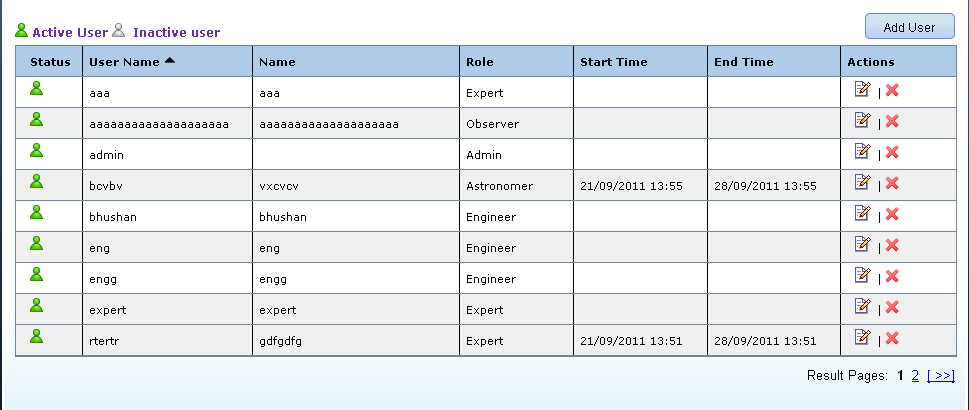 Active User Inactive user
Add User
Status User Name Name Role Start Time End Time Actions
aaa aaa Expert |
aaaaaaaaaaaaaaaaaaaa aaaaaaaaaaaaaaaaaaaa Observer |
admin Admin |
bcvbv vxcvcv Astronomer 21/09/2011 13:55 28/09/2011 13:55 |
bhushan bhushan Engineer |
eng eng Engineer |
engg engg Engineer |
expert expert Expert |
rtertr gdfgdfg Expert 21/09/2011 13:51 28/09/2011 13:51 |
Result Pages: 1 2 [ >>]